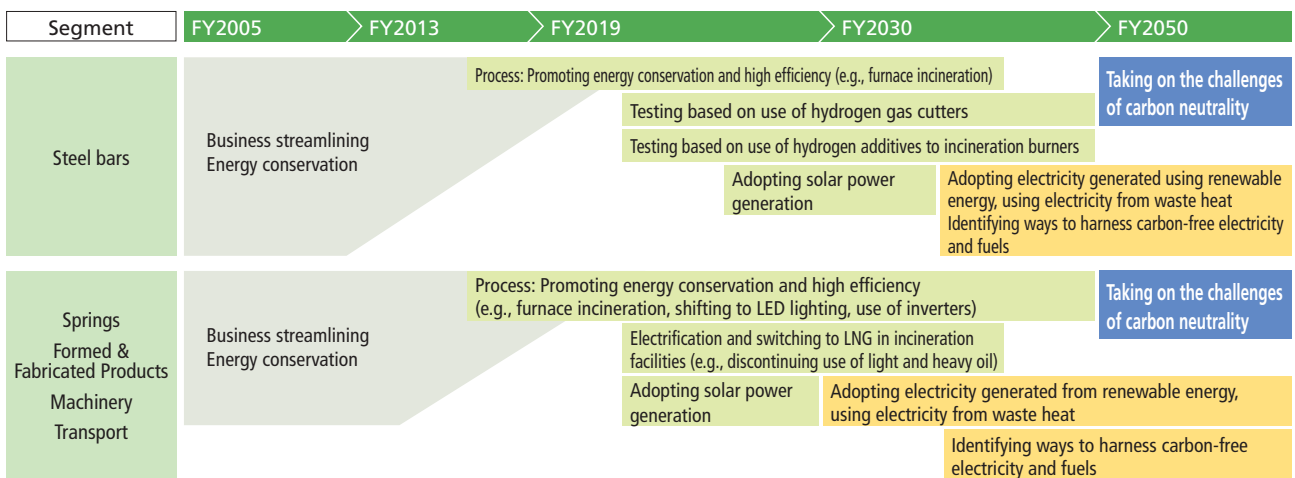 Segment
FY2005
FY2013
FY2019
FY2030
FY2050
Steel bars
Business streamlining
Energy conservation
Process: Promoting energy conservation and high efficiency (e.g., furnace incineration)
Testing based on use of hydrogen gas cutters
Testing based on use of hydrogen additives to incineration burners
Adopting solar power
generation
Adopting electricity generated using renewable
energy, using electricity from waste heat
Identifying ways to harness carbon-free electricity
and fuels
Taking on the challenges
of carbon neutrality
Springs
Formed &
Fabricated Products
Machinery
Transport
Business streamlining
Energy conservation
Process: Promoting energy conservation and high efficiency
(e.g., furnace incineration, shifting to LED lighting, use of inverters)
Electrification and switching to LNG in incineration
facilities (e.g., discontinuing use of light and heavy oil)
Adopting solar power
generation
Adopting electricity generated from renewable energy,
using electricity from waste heat
Identifying ways to harness carbon-free
electricity and fuels
Taking on the challenges
of carbon neutrality